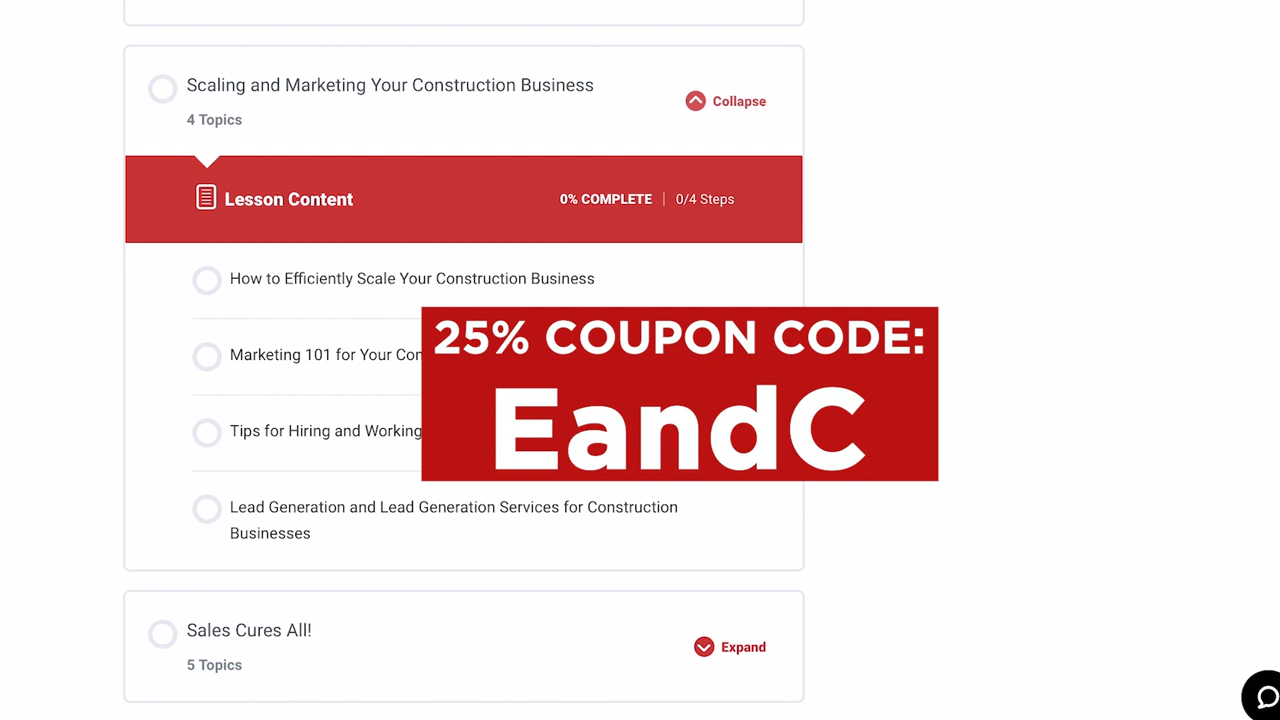 Scaling and Marketing Your Construction Business
4 Topics
Collapse
Lesson Content
0% COMPLETE
0/4 Steps
How to Efficiently Scale Your Construction Business
Marketing 101 for Your
Tips for Hiring and Working
25% COUPON CODE:
EandC
Lead Generation and Lead Generation Services for Construction
Businesses
Sales Cures All!
5 Topics
Expand